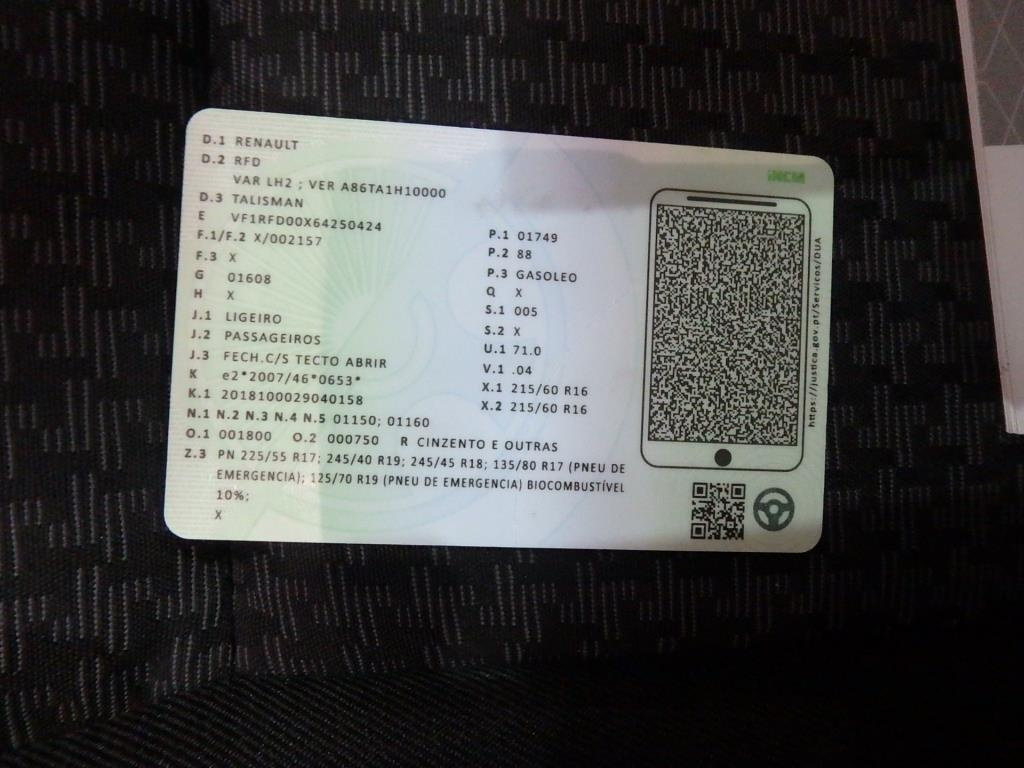 D.1 RENAULT
D.2 RFD
VAR LH2 ; VER A86TA1H10000
D.3 TALISMAN
E VF1RFD00X64250424
F.1/F.2 X/002157
F.3 X
G 01608
H X
J.1 LIGEIRO
J.2 PASSAGEIROS
J.3 FECH.C/S TECTO ABRIR
K e2*2007/46*0653*
K.1 2018100029040158
N.1 N.2 N.3 N.4 N.5 01150; 01160
O.1 001800 O.2 000750 R CINZENTO E OUTRAS
Z.3 PN 225/55 R17; 245/40 R19; 245/45 R18; 135/80 R17 (PNEU DE
EMERGENCIA); 125/70 R19 (PNEU DE EMERGENCIA) BIOCOMBUSTÍVEL
10%;
X
P.1 01749
P.2 88
P.3 GASOLEO
Q X
S.1 005
S.2 X
U.1 71.0
V.1 .04
X.1 215/60 R16
X.2 215/60 R16
INCM
https://justica.gov.pt/Servicos/DUA